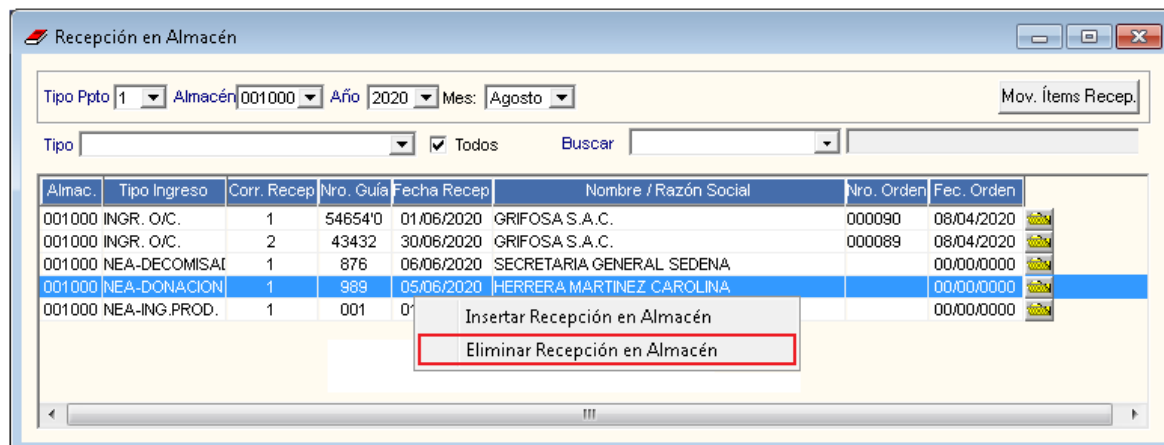 Recepción en Almacén
Tipo Ppto 1 Almacén 001000 Año 2020 Mes: Agosto Mov. Ítems Recep.
Tipo Todos Buscar
Almac. Tipo Ingreso Corr. Recep Nro. Guía Fecha Recep Nombre / Razón Social Nro. Orden Fec. Orden
001000 INGR. O/C. 1 54654'0 01/06/2020 GRIFOSA S.A.C. 000090 08/04/2020
001000 INGR. O/C. 2 43432 30/06/2020 GRIFOSA S.A.C. 000089 08/04/2020
001000 NEA-DECOMISAD 1 876 06/06/2020 SECRETARIA GENERAL SEDENA 00/00/0000
001000 NEA-DONACION 1 989 05/06/2020 HERRERA MARTINEZ CAROLINA 00/00/0000
001000 NEA-ING.PROD. 1 001 00/00/0000
Insertar Recepción en Almacén
Eliminar Recepción en Almacén